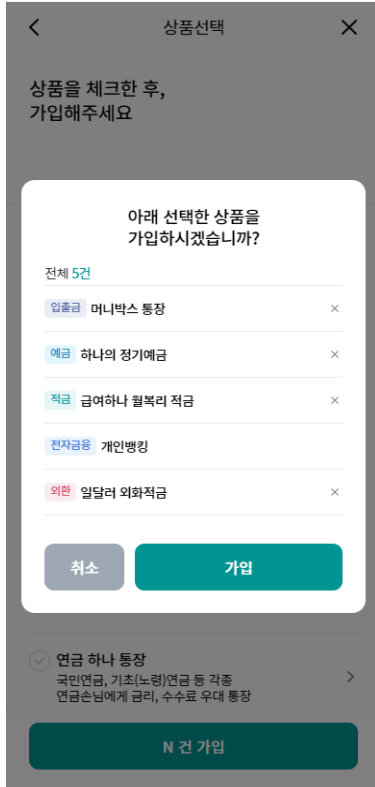 상품선택
상품을 체크한 후,
가입해주세요
아래 선택한 상품을
가입하시겠습니까?
전체 5건
입출금 머니박스 통장
예금 하나의 정기예금
적금 급여하나 월복리 적금
전자금융 개인뱅킹
외환 일달러 외화적금
취소 가입
연금 하나 통장
국민연금, 기초(노령)연금 등 각종
연금손님에게 금리, 수수료 우대 통장
N 건 가입